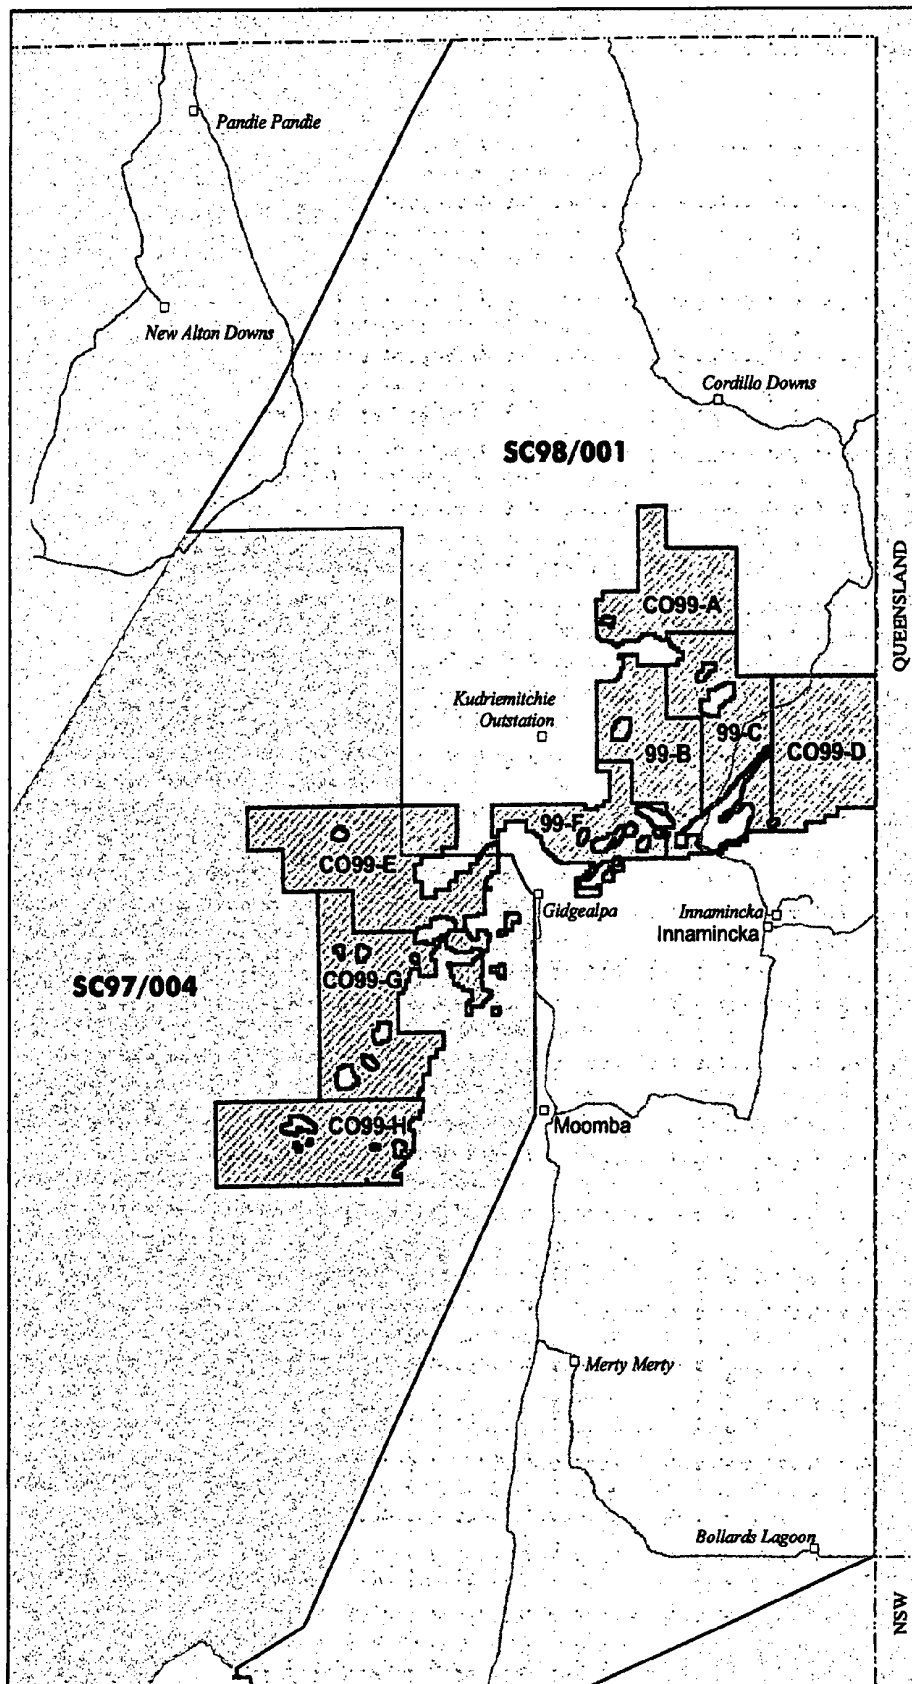 Pandie Pandie
New Alton Downs
Cordillo Downs
SC98/001
QUEENSLAND
CO99-A
Kudriemitchie
Outstation
99-B
99-C
CO99-D
99-F
CO99-E
Gidgealpa
Innamincka
Innamincka
SC97/004
CO99-G
Moomba
CO99-H
Merty Merty
Bollards Lagoon
NSW